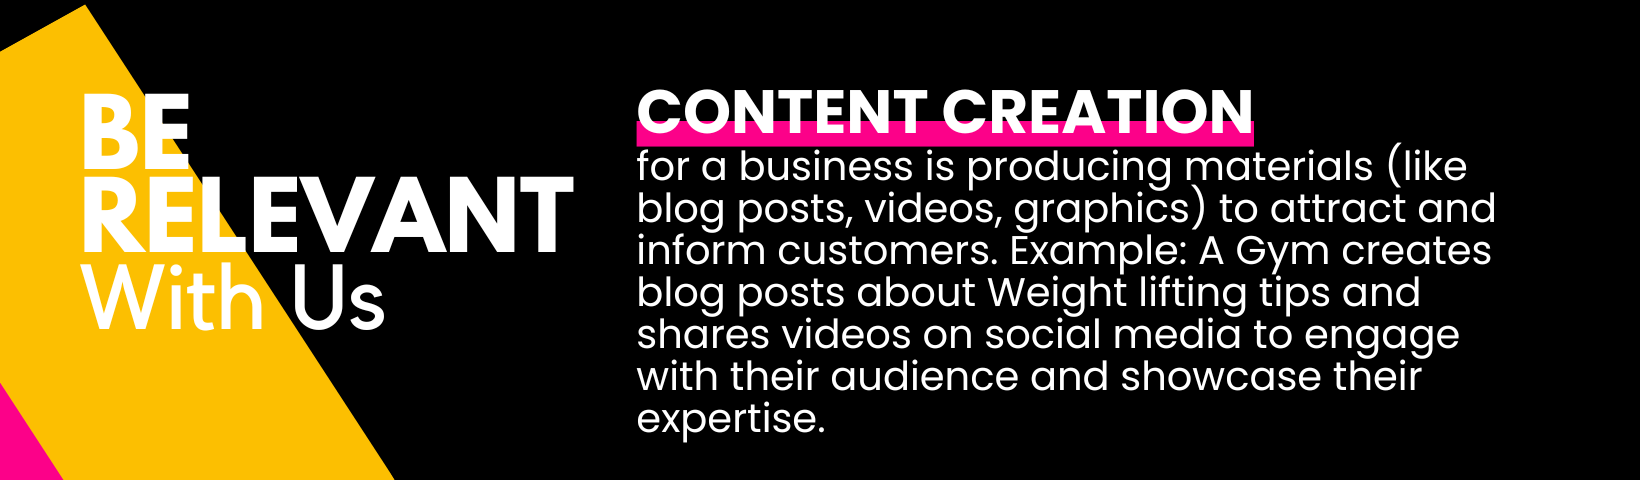 BE
RELEVANT
With Us
CONTENT CREATION
for a business is producing materials (like
blog posts, videos, graphics) to attract and
inform customers. Example: A Gym creates
blog posts about Weight lifting tips and
shares videos on social media to engage
with their audience and showcase their
expertise.